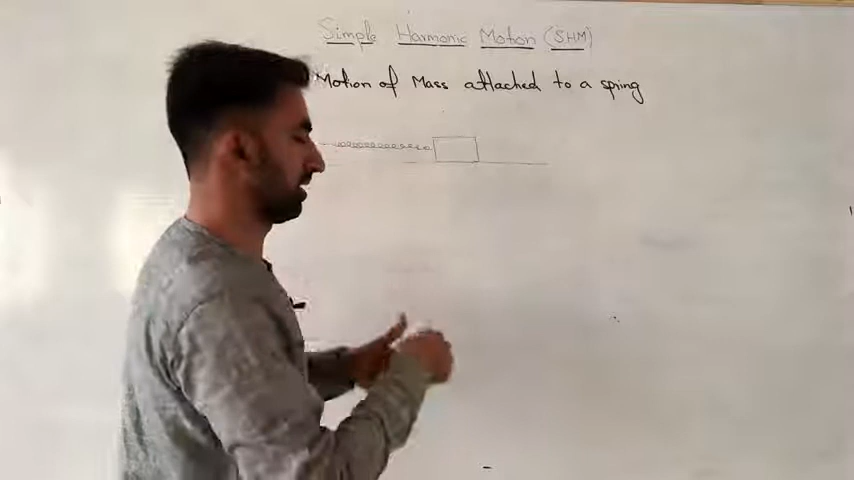 Simple Harmonic Motion (SHM)
Motion of Mass attached to a spring